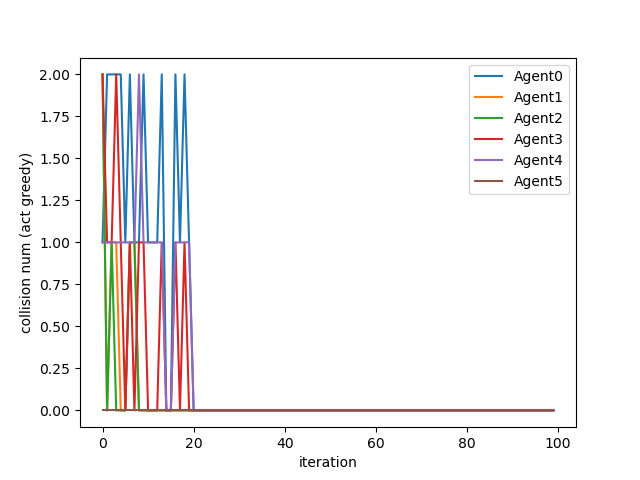 2.00
1.75
1.50
1.25
1.00
0.75
0.50
0.25
0.00
collision num (act greedy)
0
20
40
60
80
100
iteration
Agent0
Agent1
Agent2
Agent3
Agent4
Agent5